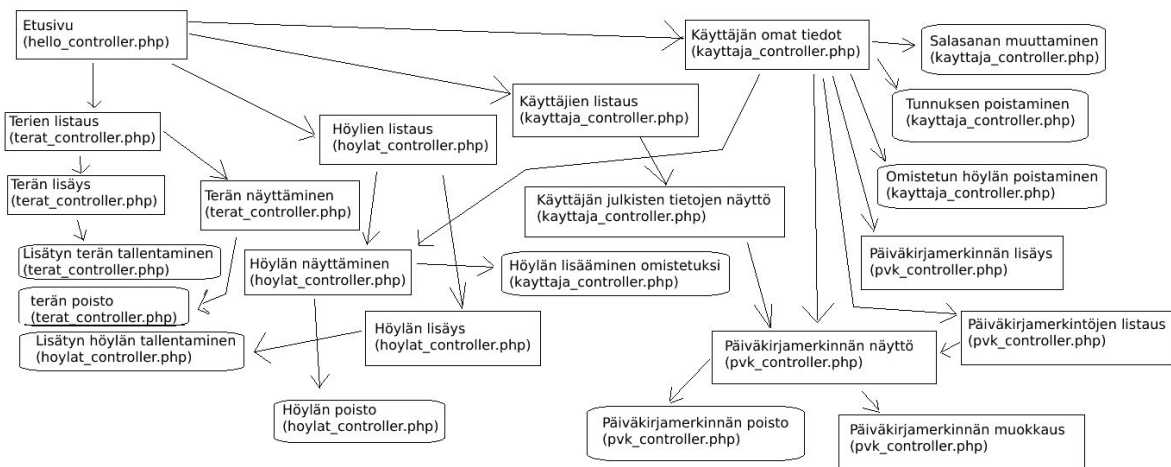 Etusivu
(hello_controller.php)
Käyttäjän omat tiedot
(kayttaja_controller.php)
Salasanan muuttaminen
(kayttaja_controller.php)
Tunnuksen poistaminen
(kayttaja_controller.php)
Käyttäjien listaus
(kayttaja_controller.php)
Terien listaus
(terat_controller.php)
Höylien listaus
(hoylat_controller.php)
Omistetun höylän poistaminen
(kayttaja_controller.php)
Terän lisäys
(terat_controller.php)
Terän näyttäminen
(terat_controller.php)
Käyttäjän julkisten tietojen näyttö
(kayttaja_controller.php)
Päiväkirjamerkinnän lisäys
(pvk_controller.php)
Lisätyn terän tallentaminen
(terat_controller.php)
Höylän näyttäminen
(hoylat_controller.php)
Höylän lisääminen omistetuksi
(kayttaja_controller.php)
terän poisto
(terat_controller.php)
Höylän lisäys
(hoylat_controller.php)
Päiväkirjamerkintöjen listaus
(pvk_controller.php)
Lisätyn höylän tallentaminen
(hoylat_controller.php)
Päiväkirjamerkinnän näyttö
(pvk_controller.php)
Höylän poisto
(hoylat_controller.php)
Päiväkirjamerkinnän poisto
(pvk_controller.php)
Päiväkirjamerkinnän muokkaus
(pvk_controller.php)